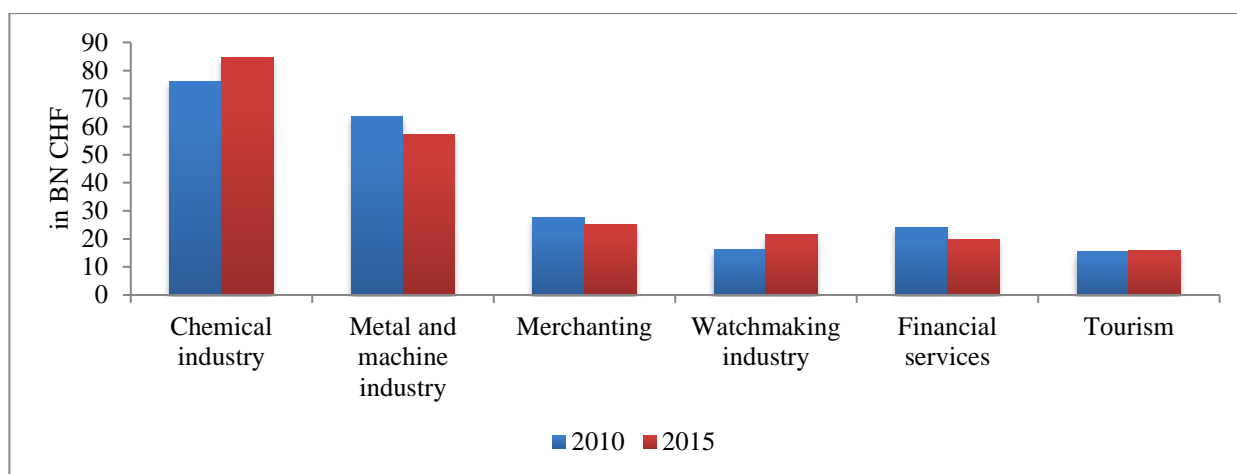 in BN CHF
90
80
70
60
50
40
30
20
10
0
Chemical
industry
Metal and
machine
industry
Merchanting
Watchmaking
industry
Financial
services
Tourism
2010 2015